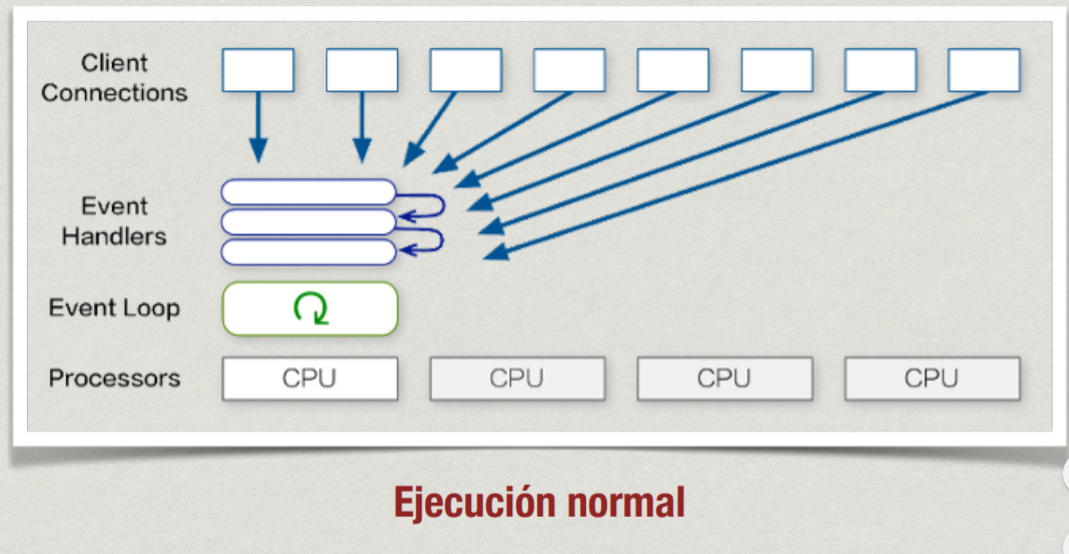 Client
Connections
Event
Handlers
Event Loop
Processors
CPU
CPU
CPU
CPU
Ejecución normal